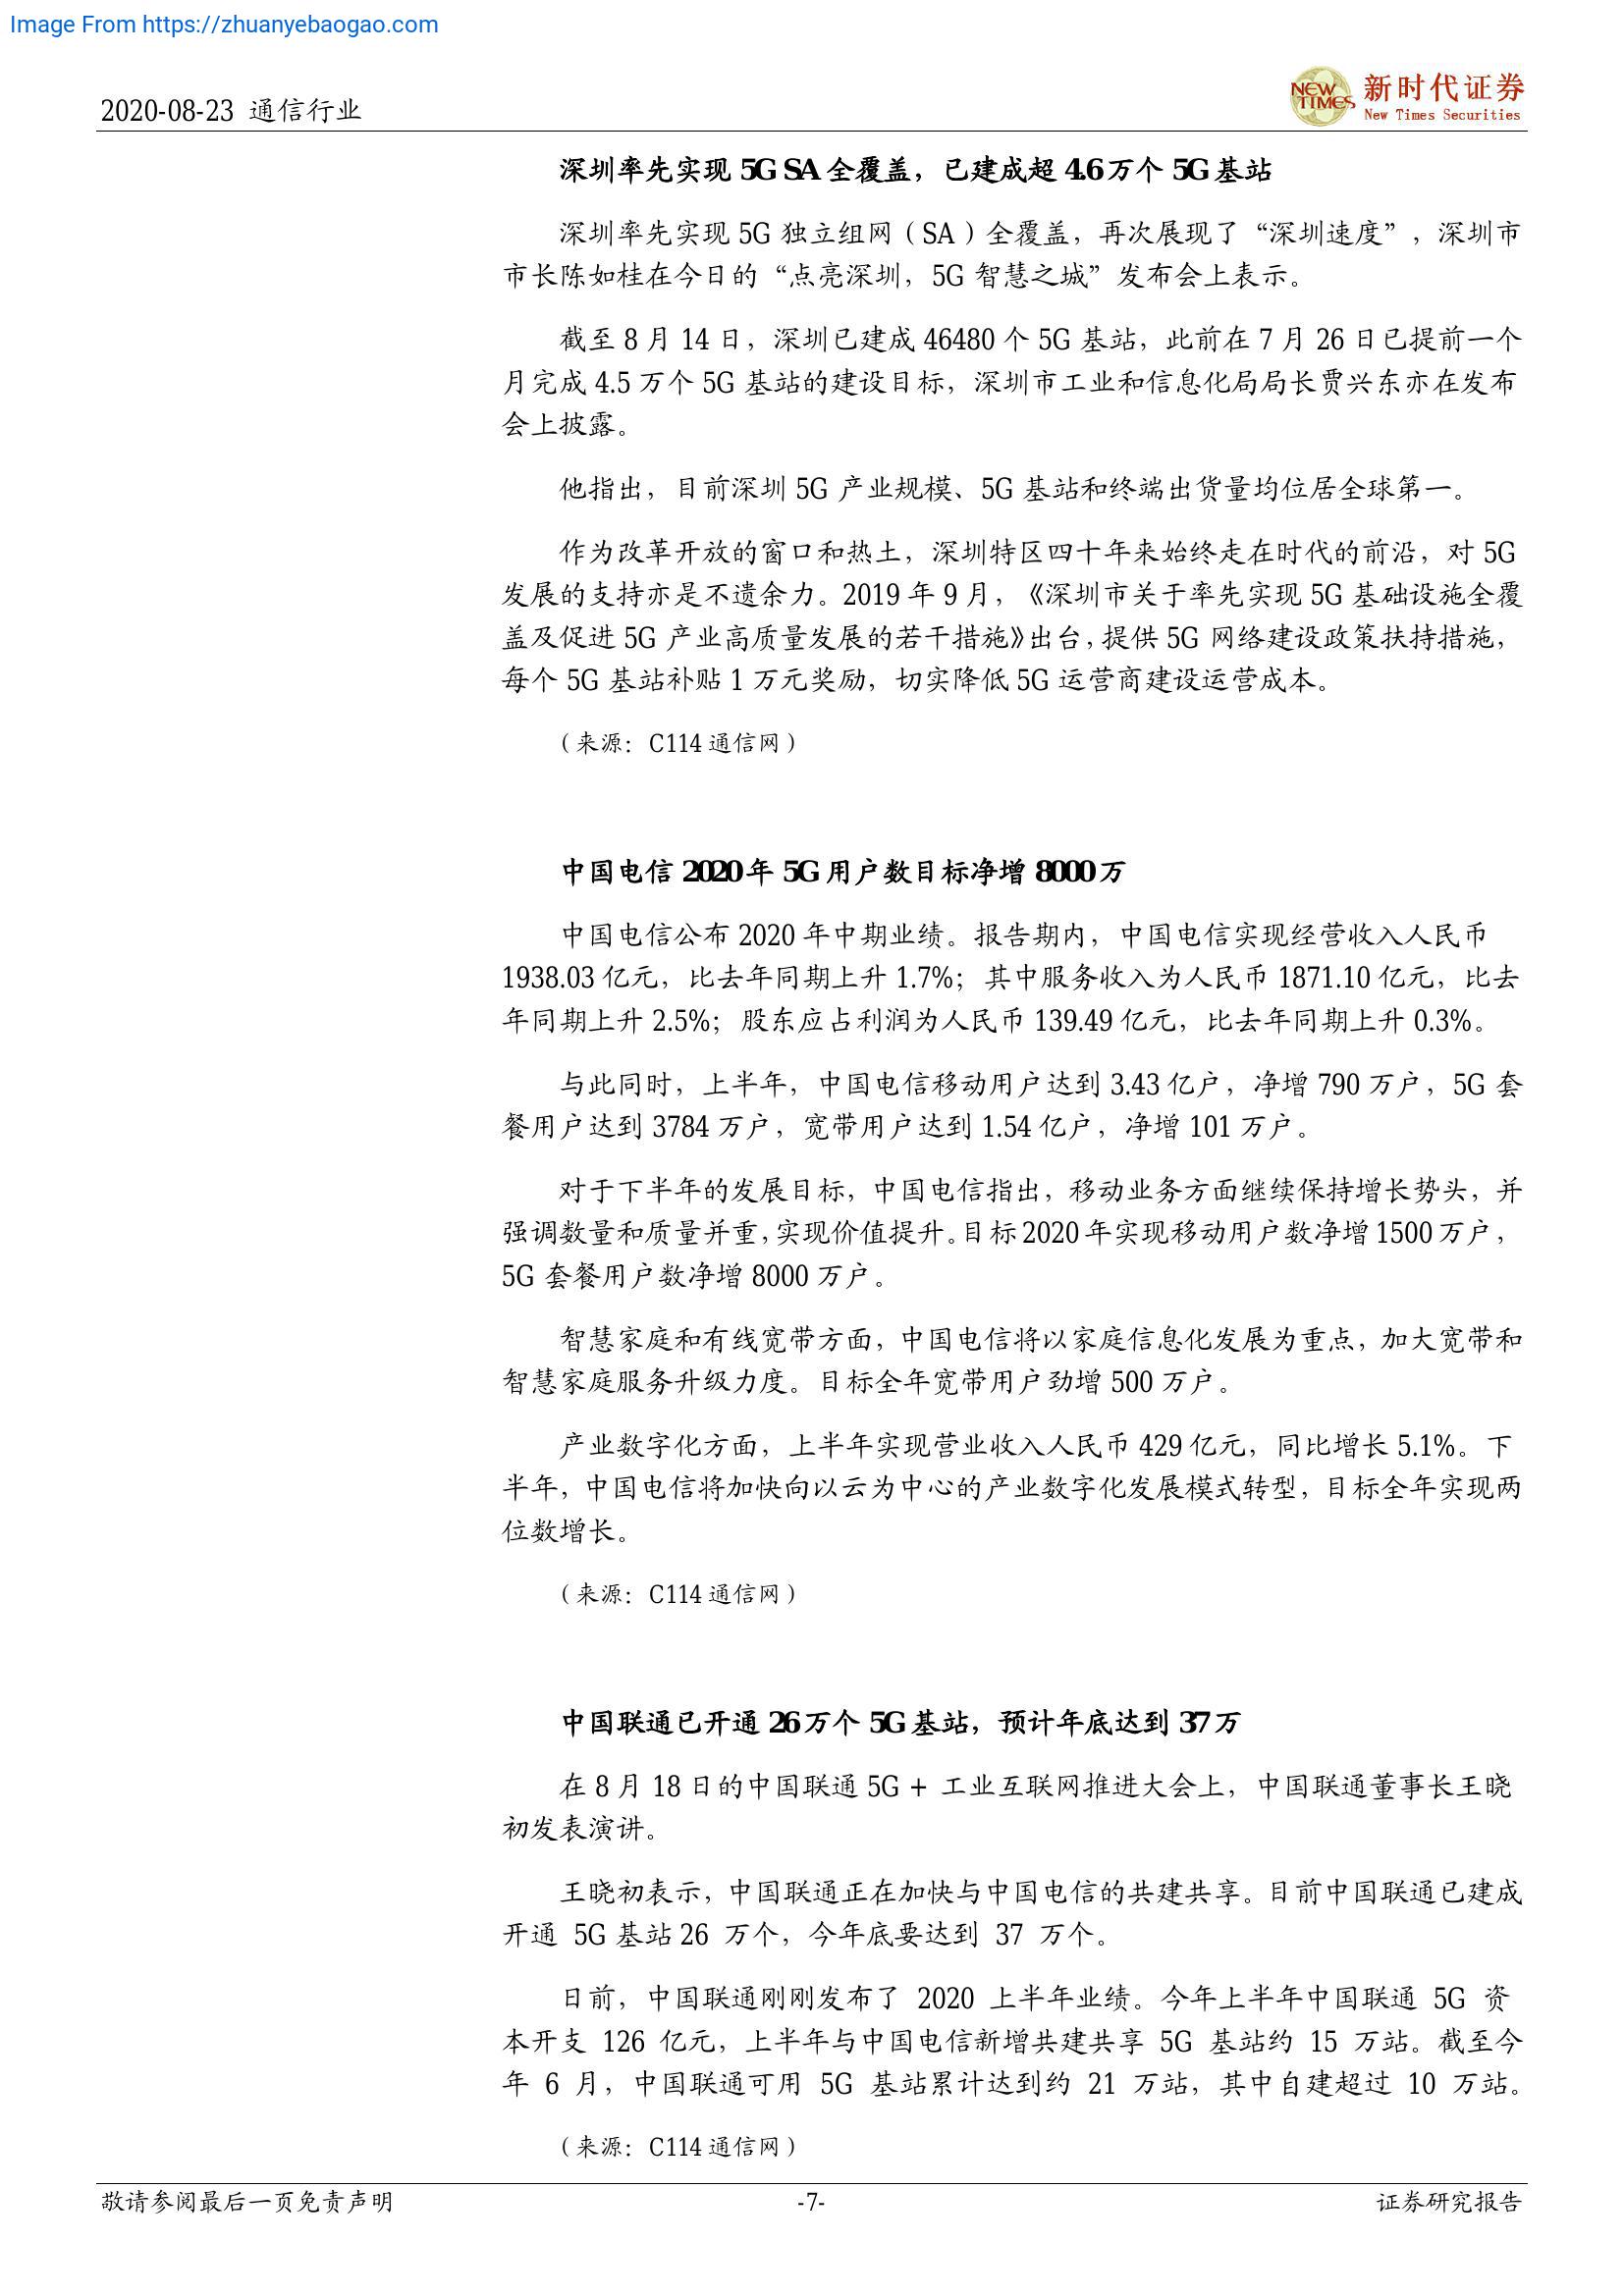 Image From https://zhuanyebaogao.com
2020-08-23 通信行业
NEW TIMES 新时代证券
New Times Securities
深圳率先实现 5G SA 全覆盖，已建成超 4.6 万个 5G 基站
深圳率先实现 5G 独立组网（SA）全覆盖，再次展现了“深圳速度”，深圳市
市长陈如桂在今日的“点亮深圳，5G 智慧之城”发布会上表示。
截至 8 月 14 日，深圳已建成 46480 个 5G 基站，此前在 7 月 26 日已提前一个
月完成 4.5 万个 5G 基站的建设目标，深圳市工业和信息化局局长贾兴东亦在发布
会上披露。
他指出，目前深圳 5G 产业规模、5G 基站和终端出货量均位居全球第一。
作为改革开放的窗口和热土，深圳特区四十年来始终走在时代的前沿，对 5G
发展的支持亦是不遗余力。2019 年 9 月，《深圳市关于率先实现 5G 基础设施全覆
盖及促进 5G 产业高质量发展的若干措施》出台，提供 5G 网络建设政策扶持措施，
每个 5G 基站补贴 1 万元奖励，切实降低 5G 运营商建设运营成本。
（来源：C114 通信网）
中国电信 2020 年 5G 用户数目标净增 8000 万
中国电信公布 2020 年中期业绩。报告期内，中国电信实现经营收入人民币
1938.03 亿元，比去年同期上升 1.7%；其中服务收入为人民币 1871.10 亿元，比去
年同期上升 2.5%；股东应占利润为人民币 139.49 亿元，比去年同期上升 0.3%。
与此同时，上半年，中国电信移动用户达到 3.43 亿户，净增 790 万户，5G 套
餐用户达到 3784 万户，宽带用户达到 1.54 亿户，净增 101 万户。
对于下半年的发展目标，中国电信指出，移动业务方面继续保持增长势头，并
强调数量和质量并重，实现价值提升。目标 2020 年实现移动用户数净增 1500 万户，
5G 套餐用户数净增 8000 万户。
智慧家庭和有线宽带方面，中国电信将以家庭信息化发展为重点，加大宽带和
智慧家庭服务升级力度。目标全年宽带用户劲增 500 万户。
产业数字化方面，上半年实现营业收入人民币 429 亿元，同比增长 5.1%。下
半年，中国电信将加快向以云为中心的产业数字化发展模式转型，目标全年实现两
位数增长。
（来源：C114 通信网）
中国联通已开通 26 万个 5G 基站，预计年底达到 37 万
在 8 月 18 日的中国联通 5G + 工业互联网推进大会上，中国联通董事长王晓
初发表演讲。
王晓初表示，中国联通正在加快与中国电信的共建共享。目前中国联通已建成
开通 5G 基站 26 万个，今年底要达到 37 万个。
日前，中国联通刚刚发布了 2020 上半年业绩。今年上半年中国联通 5G 资
本开支 126 亿元，上半年与中国电信新增共建共享 5G 基站约 15 万站。截至今
年 6 月，中国联通可用 5G 基站累计达到约 21 万站，其中自建超过 10 万站。
（来源：C114 通信网）
敬请参阅最后一页免责声明 -7- 证券研究报告